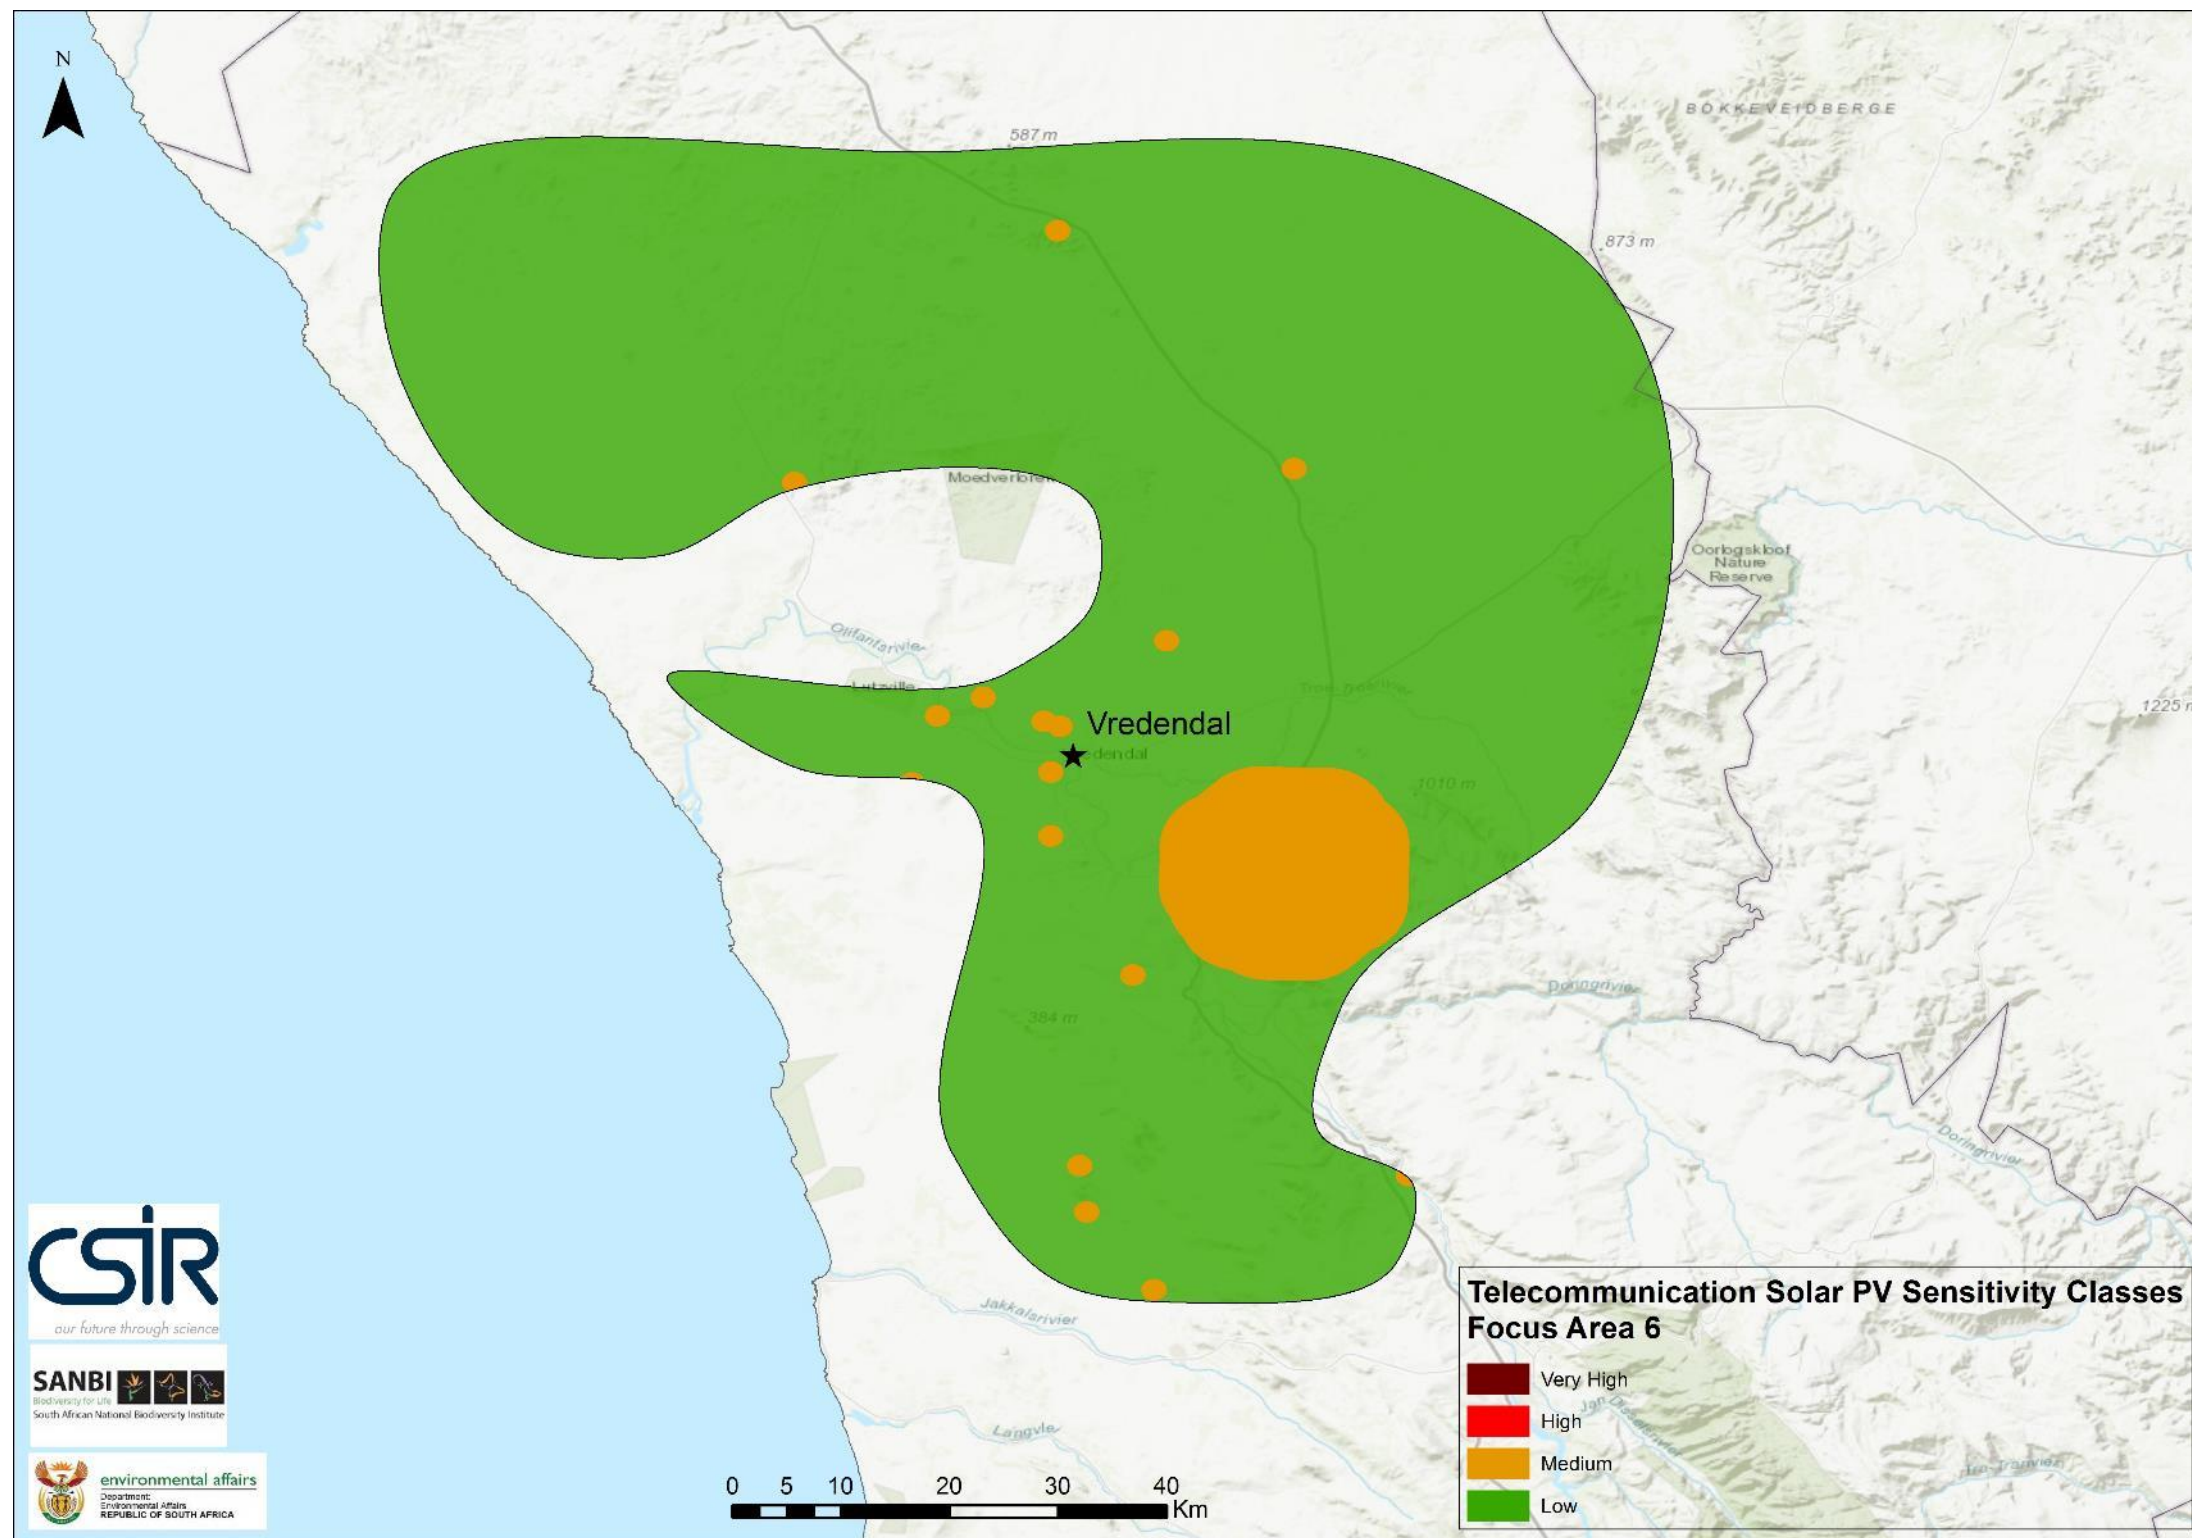 N
BOKKEVEIDBERGE
587 m
873 m
Moedverloren
Oorlogskloof
Nature
Reserve
Olifantsrivier
Lutzville
1225 m
Vredendal
edendal
1010 m
Doringrivier
384 m
Doringrivier
CSIR
our future through science
Jakkalsrivier
Telecommunication Solar PV Sensitivity Classes
Focus Area 6
SANBI
Biodiversity for Life
South African National Biodiversity Institute
Very High
High
Medium
Low
Langvle
environmental affairs
Department:
Environmental Affairs
REPUBLIC OF SOUTH AFRICA
0 5 10 20 30 40
Km